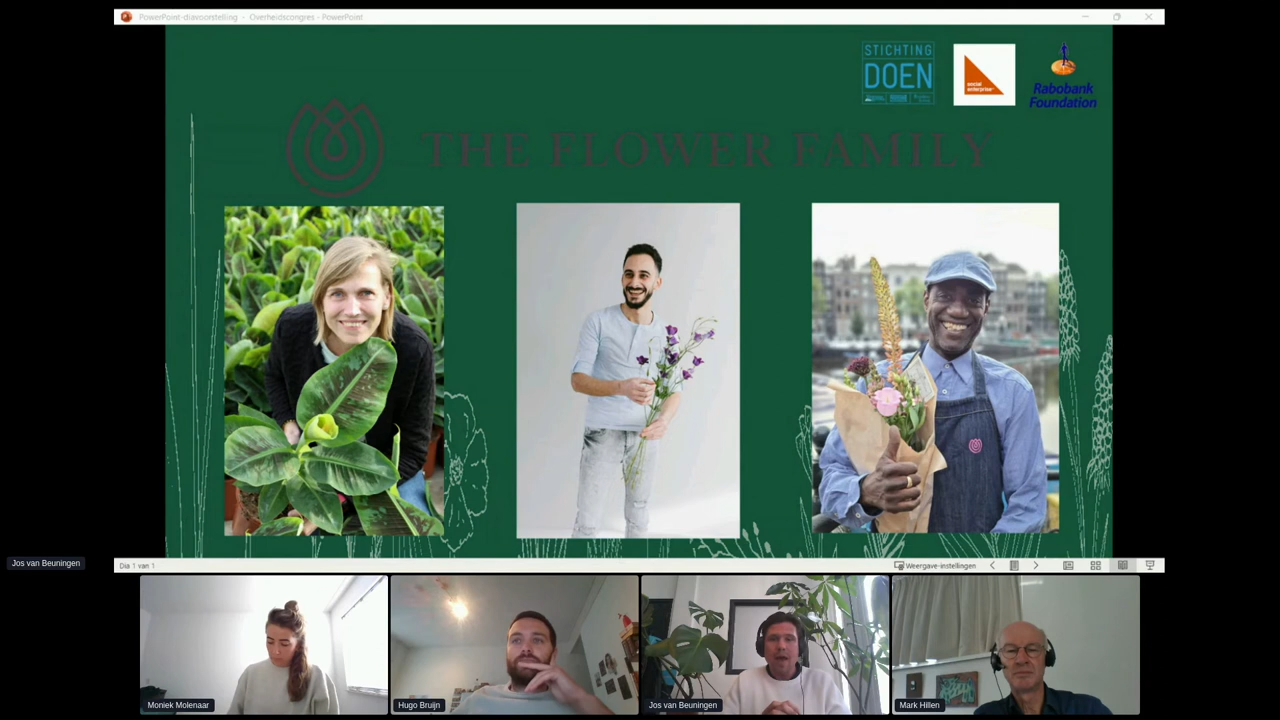 PowerPoint-diavoorstelling - Overheidscongres - PowerPoint
STICHTING
DOEN
social
enterprise
Rabobank
Foundation
THE FLOWER FAMILY
Jos van Beuningen
Dia 1 van 1
Weergave-instellingen
Moniek Molenaar
Hugo Bruijn
Jos van Beuningen
Mark Hillen